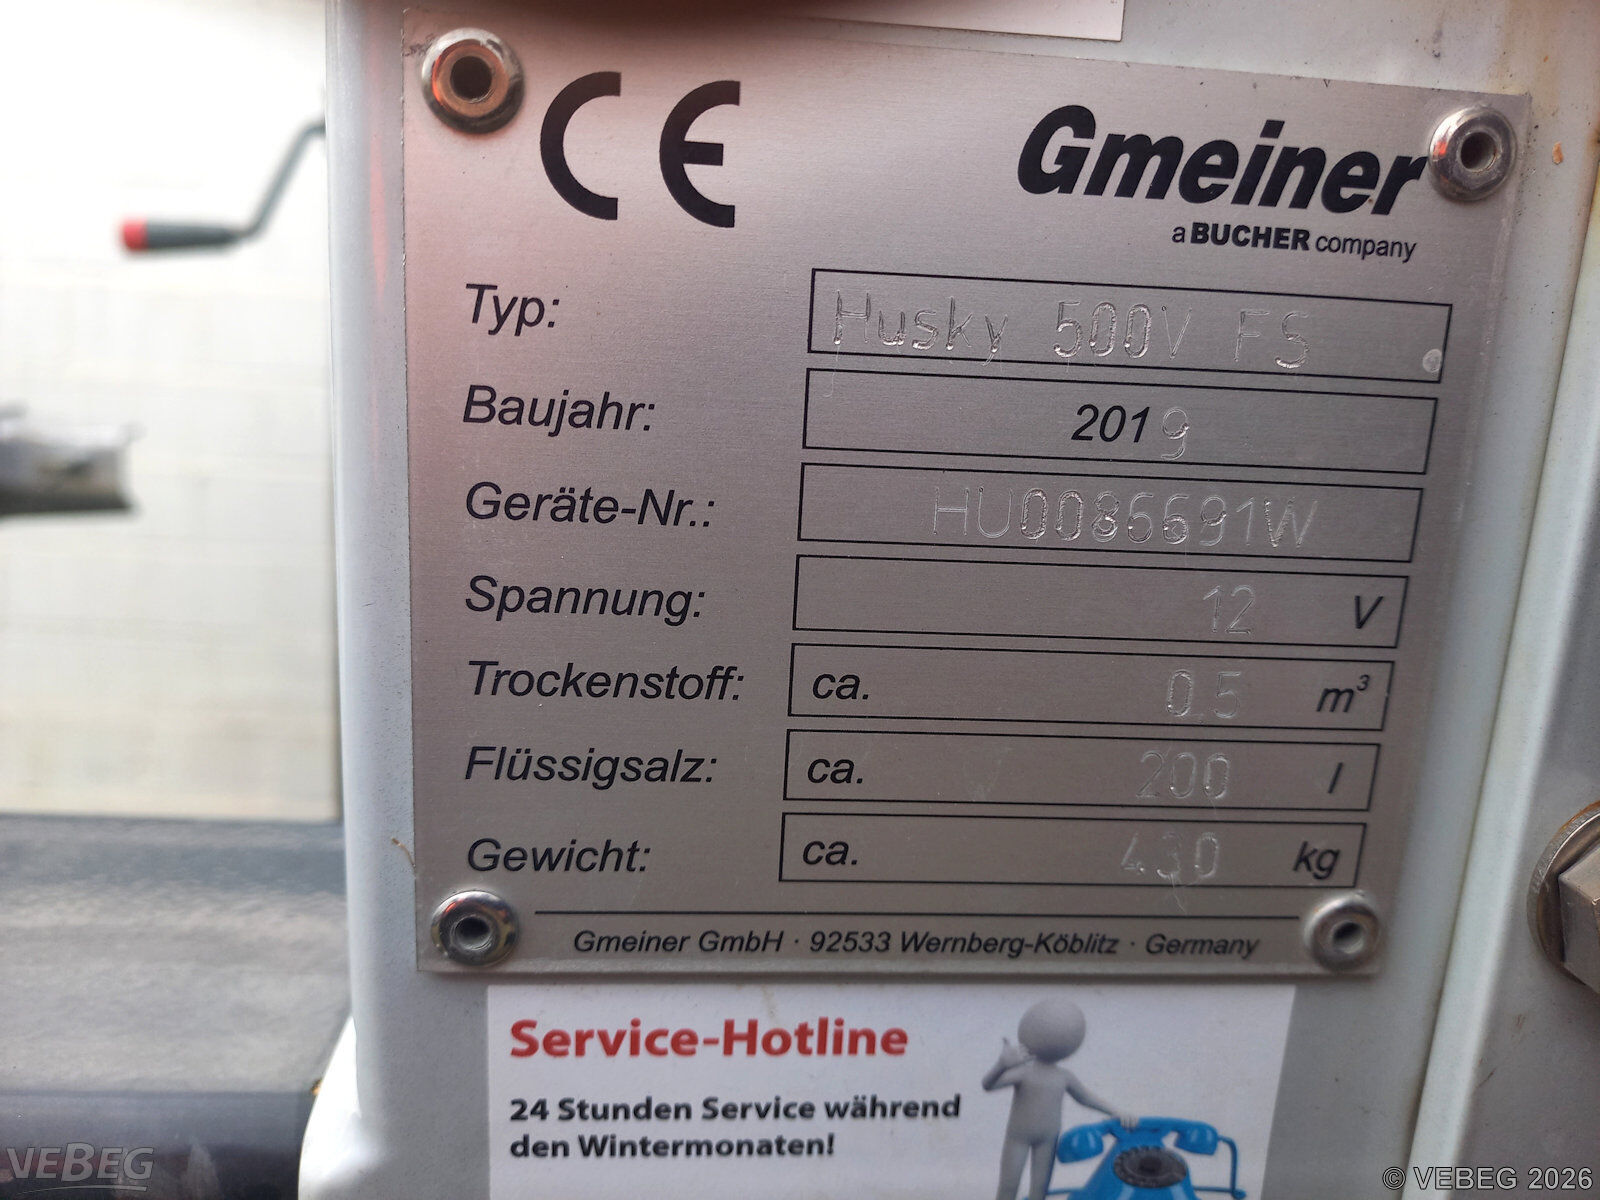 CE
Gmeiner
a BUCHER company
Typ: Husky 500V FS
Baujahr: 2019
Geräte-Nr.: HU0086691W
Spannung: 12 V
Trockenstoff: ca. 0,5 m³
Flüssigsalz: ca. 200 l
Gewicht: ca. 430 kg
Gmeiner GmbH · 92533 Wernberg-Köblitz · Germany
Service-Hotline
24 Stunden Service während
den Wintermonaten!
VEBEG
© VEBEG 2026